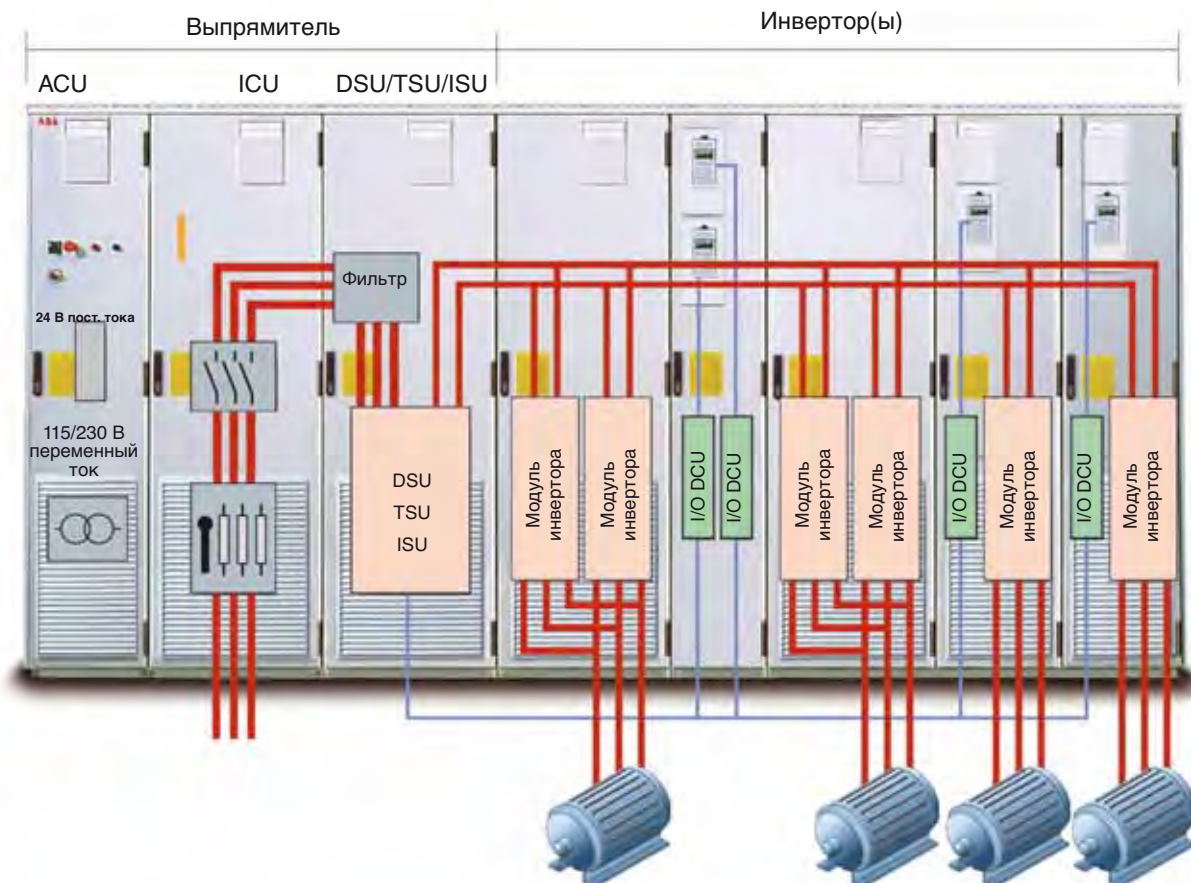 Выпрямитель
Инвертор(ы)
ACU
ICU
DSU/TSU/ISU
ABB
Фильтр
24 В пост. тока
115/230 В
переменный
ток
DSU
TSU
ISU
Модуль
инвертора
Модуль
инвертора
I/O DCU
I/O DCU
Модуль
инвертора
Модуль
инвертора
I/O DCU
Модуль
инвертора
I/O DCU
Модуль
инвертора